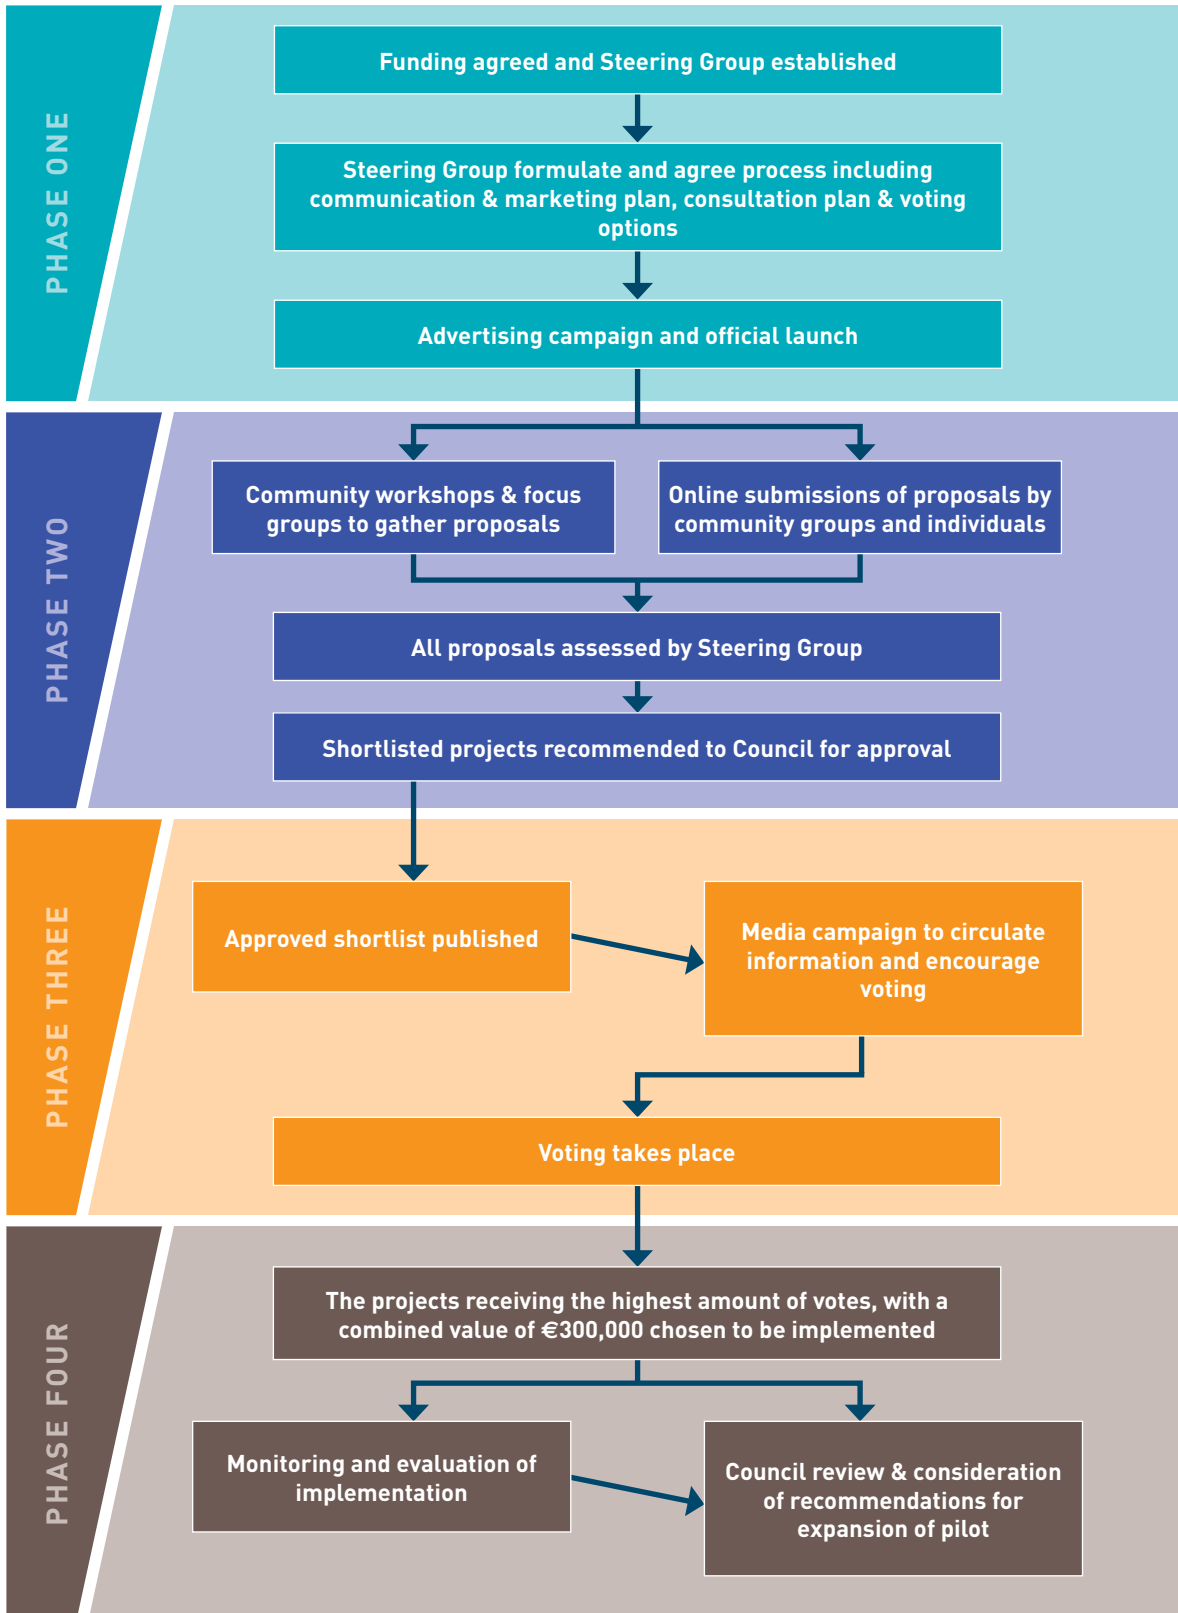 PHASE ONE
Funding agreed and Steering Group established
Steering Group formulate and agree process including
communication & marketing plan, consultation plan & voting
options
Advertising campaign and official launch
PHASE TWO
Community workshops & focus
groups to gather proposals
Online submissions of proposals by
community groups and individuals
All proposals assessed by Steering Group
Shortlisted projects recommended to Council for approval
PHASE THREE
Approved shortlist published
Media campaign to circulate
information and encourage
voting
Voting takes place
PHASE FOUR
The projects receiving the highest amount of votes, with a
combined value of €300,000 chosen to be implemented
Monitoring and evaluation of
implementation
Council review & consideration
of recommendations for
expansion of pilot